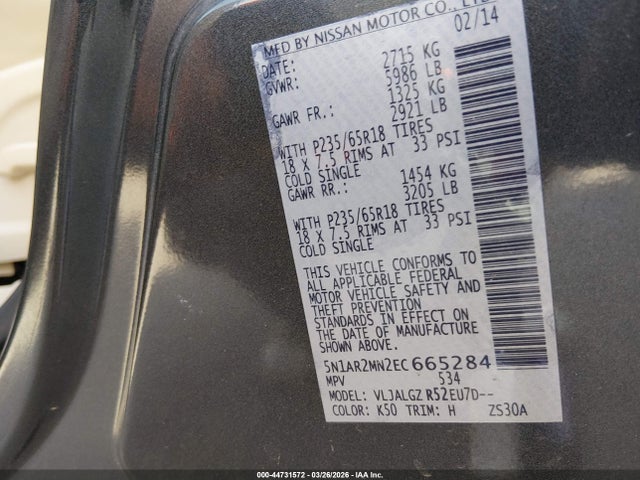 MFD BY NISSAN MOTOR CO., LTD.
DATE: 02/14
GVWR: 2715 KG
5986 LB
GAWR FR.: 1325 KG
2921 LB
WITH P235/65R18 TIRES
18 X 7.5 RIMS AT 33 PSI
COLD SINGLE
GAWR RR.: 1454 KG
3205 LB
WITH P235/65R18 TIRES
18 X 7.5 RIMS AT 33 PSI
COLD SINGLE
THIS VEHICLE CONFORMS TO
ALL APPLICABLE FEDERAL
MOTOR VEHICLE SAFETY AND
THEFT PREVENTION
STANDARDS IN EFFECT ON
THE DATE OF MANUFACTURE
SHOWN ABOVE.
5N1AR2MN2EC 665284
MPV 534
MODEL: VLJALGZ R52EU7D--
COLOR: K50 TRIM: H ZS30A
000-44731572 | 03/26/2026 | IAA Inc.